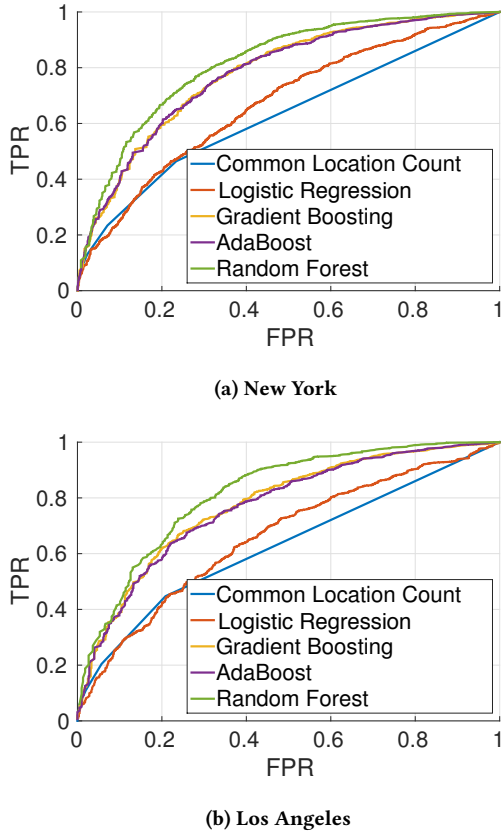 1
0.8
0.6
0.4
0.2
0
TPR
Common Location Count
Logistic Regression
Gradient Boosting
AdaBoost
Random Forest
0 0.2 0.4 0.6 0.8 1
FPR
(a) New York
1
0.8
0.6
0.4
0.2
0
TPR
Common Location Count
Logistic Regression
Gradient Boosting
AdaBoost
Random Forest
0 0.2 0.4 0.6 0.8 1
FPR
(b) Los Angeles